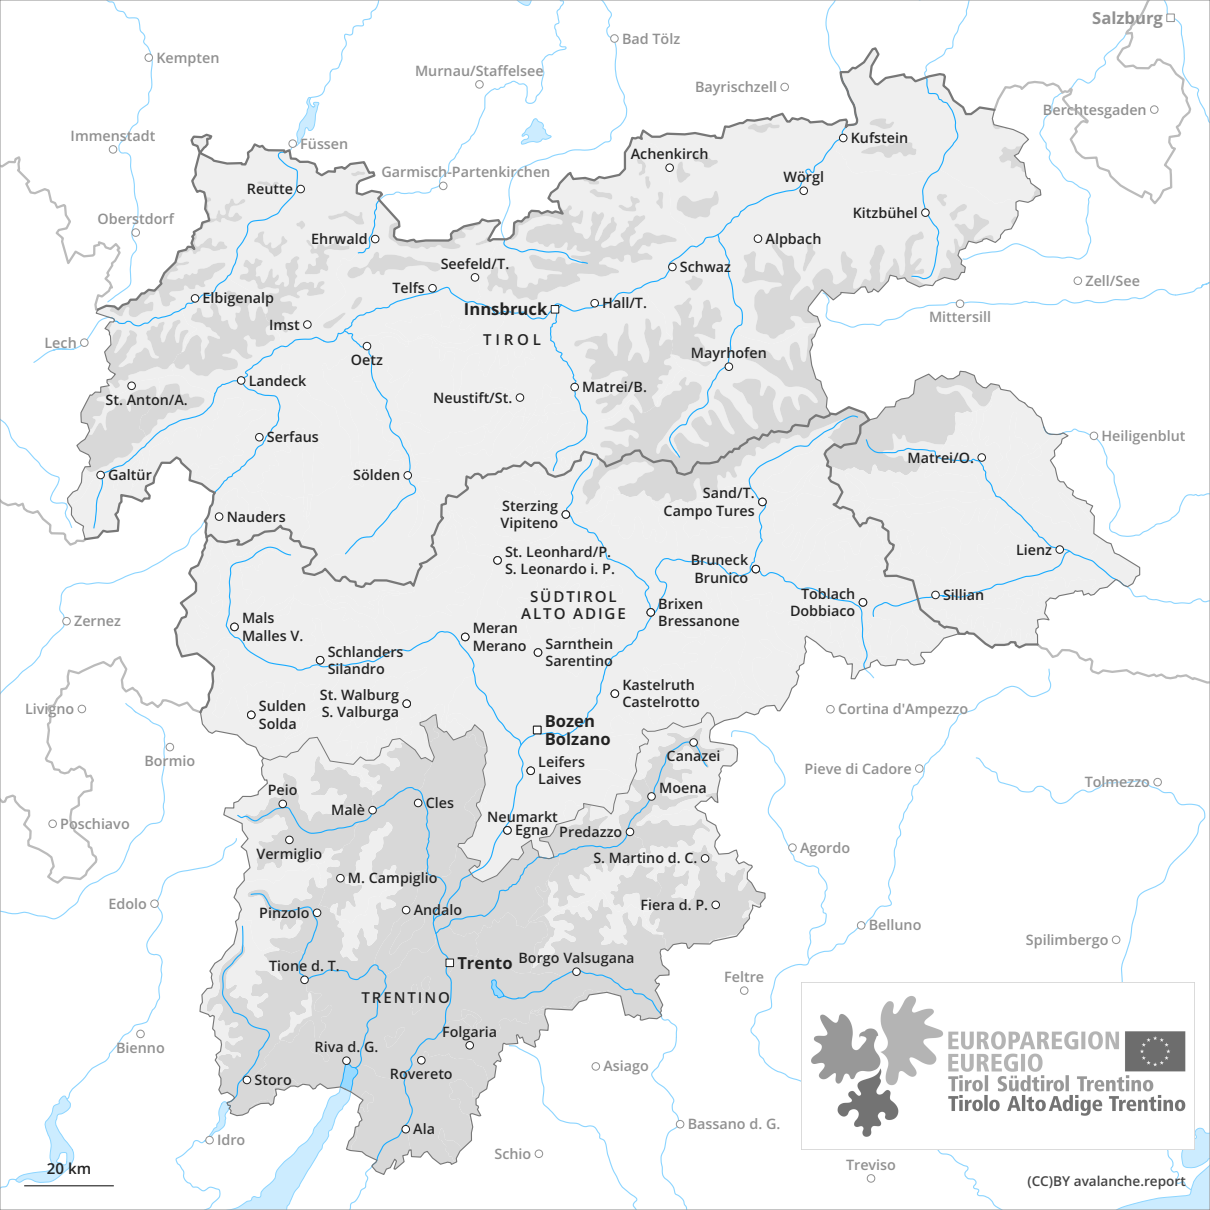 Salzburg
Kempten
Bad Tölz
Murnau/Staffelsee
Bayrischzell
Berchtesgaden
Immenstadt
Füssen
Kufstein
Achenkirch
Garmisch-Partenkirchen
Wörgl
Reutte
Kitzbühel
Oberstdorf
Ehrwald
Alpbach
Seefeld/T.
Schwaz
Zell/See
Telfs
Elbigenalp
Innsbruck
Hall/T.
Mittersill
Imst
TIROL
Lech
Oetz
Mayrhofen
Landeck
Matrei/B.
St. Anton/A.
Neustift/St.
Serfaus
Heiligenblut
Matrei/O.
Galtür
Sölden
Sand/T.
Campo Tures
Sterzing
Vipiteno
Nauders
St. Leonhard/P.
S. Leonardo i. P.
Lienz
Bruneck
Brunico
SÜDTIROL
ALTO ADIGE
Toblach
Dobbiaco
Sillian
Brixen
Bressanone
Zernez
Mals
Malles V.
Meran
Merano
Sarnthein
Sarentino
Schlanders
Silandro
St. Walburg
S. Valburga
Kastelruth
Castelrotto
Sulden
Solda
Livigno
Cortina d'Ampezzo
Bozen
Bolzano
Bormio
Canazei
Leifers
Laives
Pieve di Cadore
Tolmezzo
Peio
Moena
Malè
Cles
Neumarkt
Egna
Predazzo
Poschiavo
Vermiglio
S. Martino d. C.
Agordo
M. Campiglio
Edolo
Pinzolo
Andalo
Fiera d. P.
Belluno
Spilimbergo
Trento
Borgo Valsugana
Tione d. T.
Feltre
TRENTINO
Folgaria
Bienno
Riva d. G.
Rovereto
Asiago
Storo
EUROPAREGION
EUREGIO
Tirol Südtirol Trentino
Tirolo Alto Adige Trentino
Ala
Bassano d. G.
Idro
Schio
Treviso
20 km
(CC)BY avalanche.report